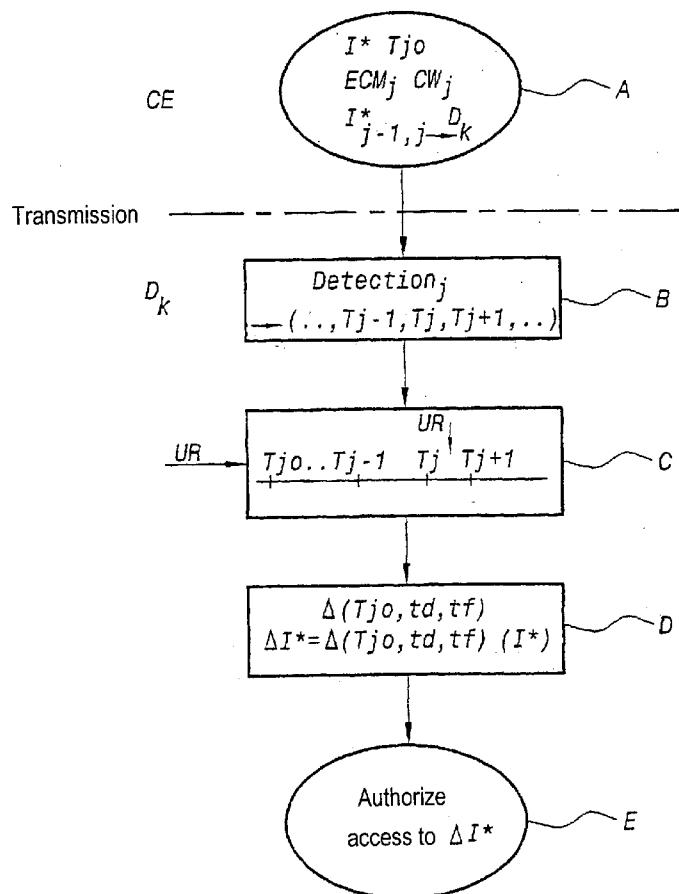 I* Tjo
ECMj CWj
CE
A
I*j-1,j → Dk
Transmission
Dk
Detectionj
B
→ (..,Tj-1,Tj,Tj+1,..)
UR
UR
Tjo..Tj-1 Tj Tj+1
C
Δ(Tjo,td,tf)
ΔI*=Δ(Tjo,td,tf) (I*)
D
Authorize
access to ΔI*
E